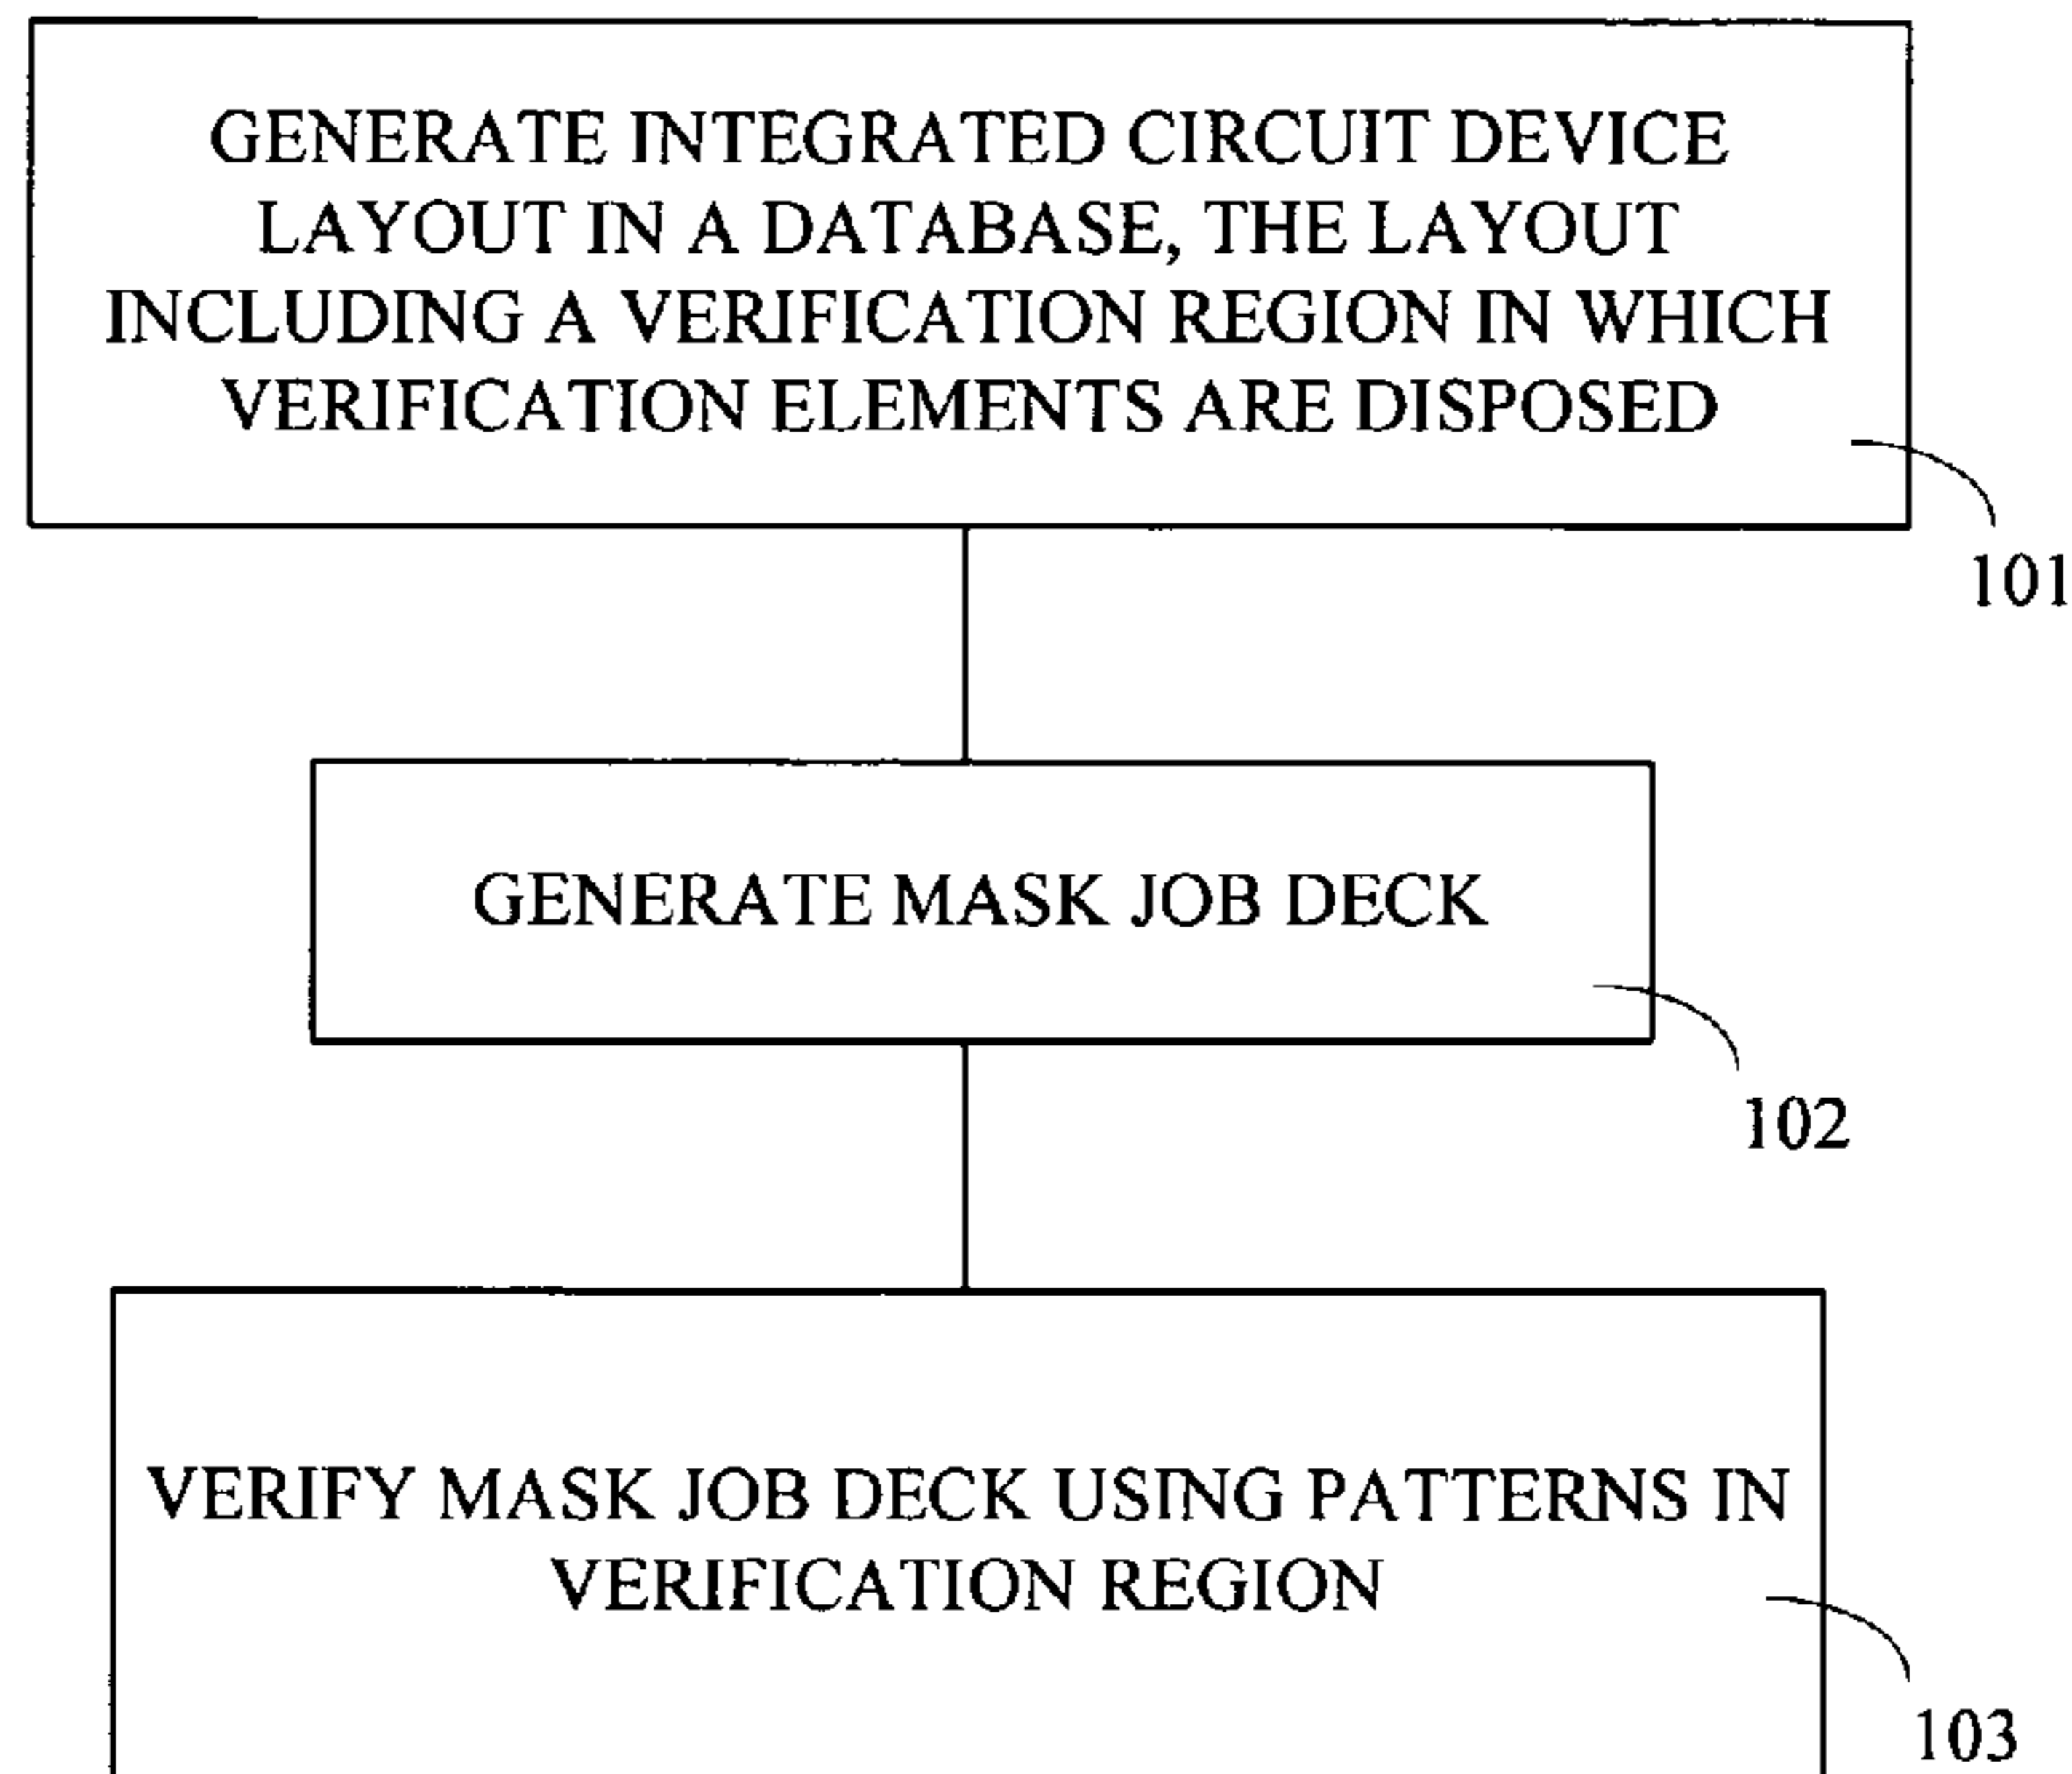 GENERATE INTEGRATED CIRCUIT DEVICE
LAYOUT IN A DATABASE, THE LAYOUT
INCLUDING A VERIFICATION REGION IN WHICH
VERIFICATION ELEMENTS ARE DISPOSED
101
GENERATE MASK JOB DECK
102
VERIFY MASK JOB DECK USING PATTERNS IN
VERIFICATION REGION
103